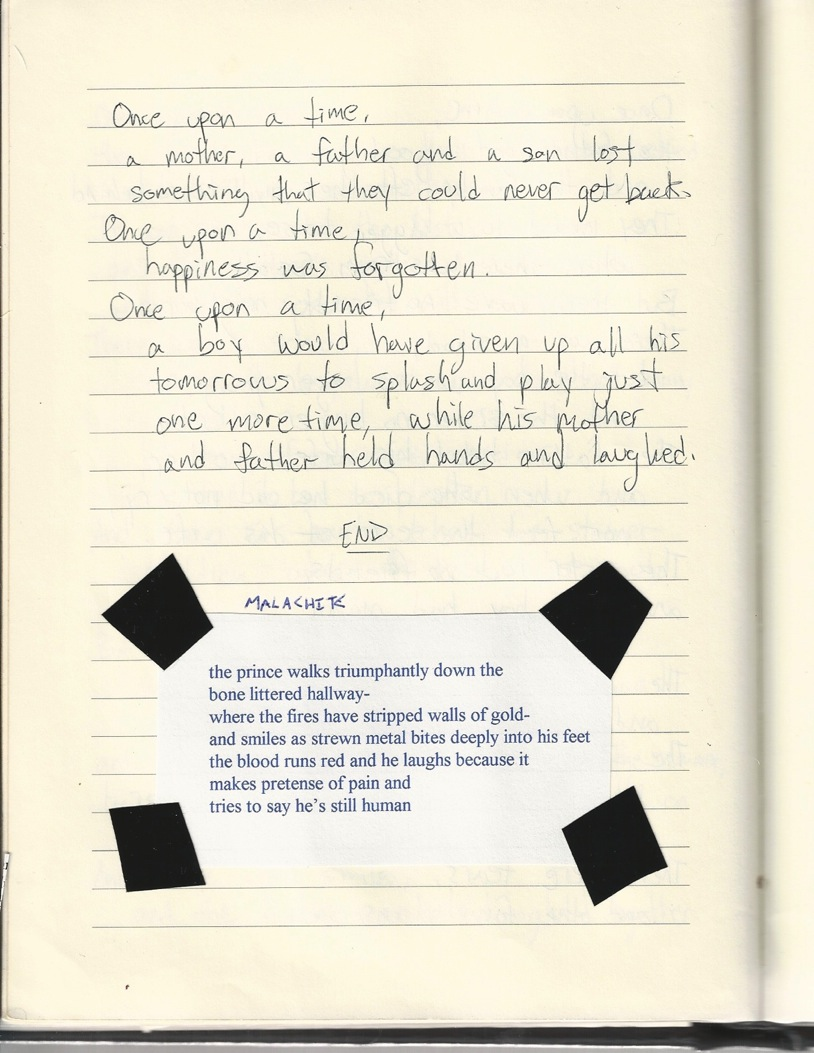 Once upon a time,
a mother, a father and a son lost
something that they could never get back.
Once upon a time,
happiness was forgotten.
Once upon a time,
a boy would have given up all his
tomorrows to splash and play just
one more time, while his mother
and father held hands and laughed.
END
MALACHITE
the prince walks triumphantly down the
bone littered hallway-
where the fires have stripped walls of gold-
and smiles as strewn metal bites deeply into his feet
the blood runs red and he laughs because it
makes pretense of pain and
tries to say he's still human